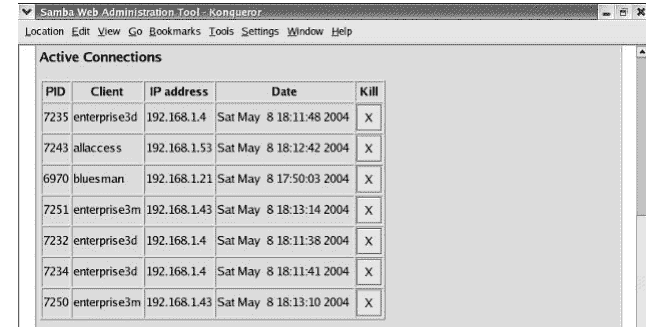 Samba Web Administration Tool - Konqueror
Location Edit View Go Bookmarks Tools Settings Window Help
Active Connections
PID Client IP address Date Kill
7235 enterprise3d 192.168.1.4 Sat May 8 18:11:48 2004 X
7243 allaccess 192.168.1.53 Sat May 8 18:12:42 2004 X
6970 bluesman 192.168.1.21 Sat May 8 17:50:03 2004 X
7251 enterprise3m 192.168.1.43 Sat May 8 18:13:14 2004 X
7232 enterprise3d 192.168.1.4 Sat May 8 18:11:38 2004 X
7234 enterprise3d 192.168.1.4 Sat May 8 18:11:41 2004 X
7250 enterprise3m 192.168.1.43 Sat May 8 18:13:10 2004 X